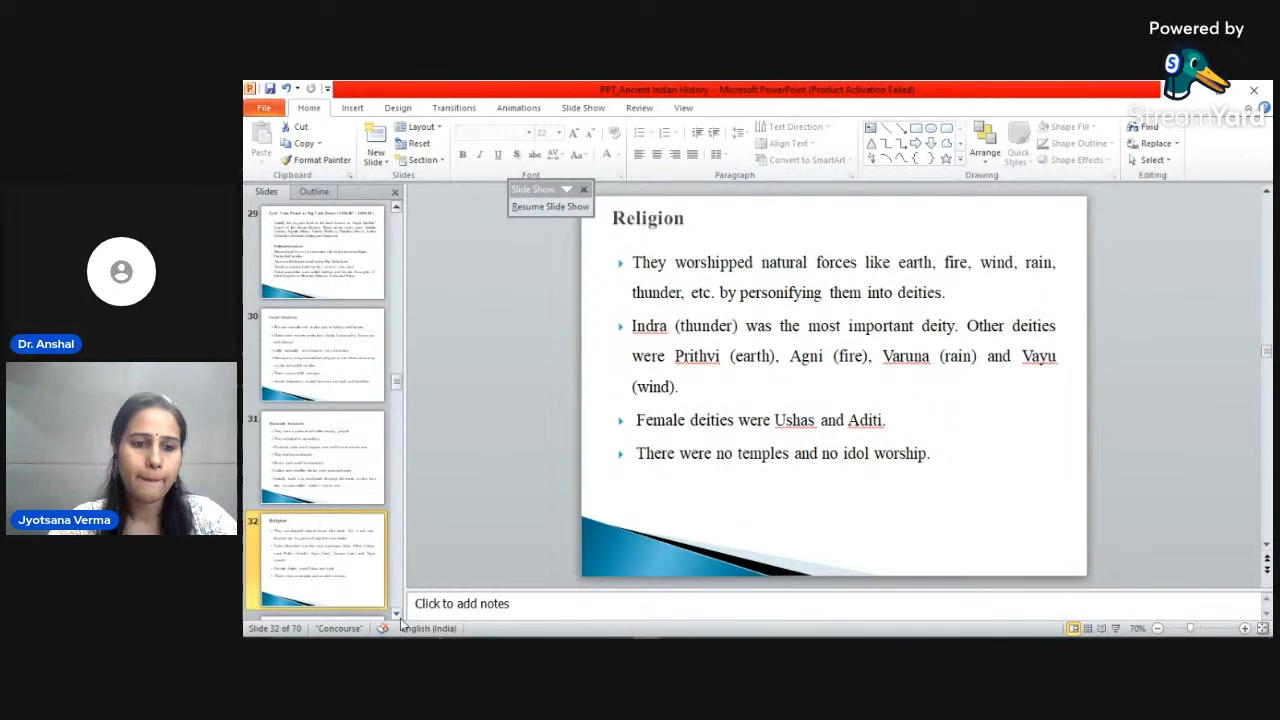 Powered by
StreamYard
PPT_Ancient Indian History - Microsoft PowerPoint (Product Activation Failed)
File Home Insert Design Transitions Animations Slide Show Review View
Paste
Cut
Copy
Format Painter
Clipboard
New Slide
Layout
Reset
Section
Slides
22
Font
Text Direction
Align Text
Convert to SmartArt
Paragraph
Arrange
Quick Styles
Shape Fill
Shape Outline
Shape Effects
Drawing
Find
Replace
Select
Editing
Slides Outline
Slide Show
Resume Slide Show
29
30
31
32
Religion
They worshipped natural forces like earth, fire, wind, rain,
thunder, etc. by personifying them into deities.
Indra (thunder) was the most important deity. Other deities
were Prithvi (earth), Agni (fire), Varuna (rain) and Vayu
(wind).
Female deities were Ushas and Aditi.
There were no temples and no idol worship.
Click to add notes
Slide 32 of 70 "Concourse" English (India) 70%
Dr. Anshal
Jyotsana Verma